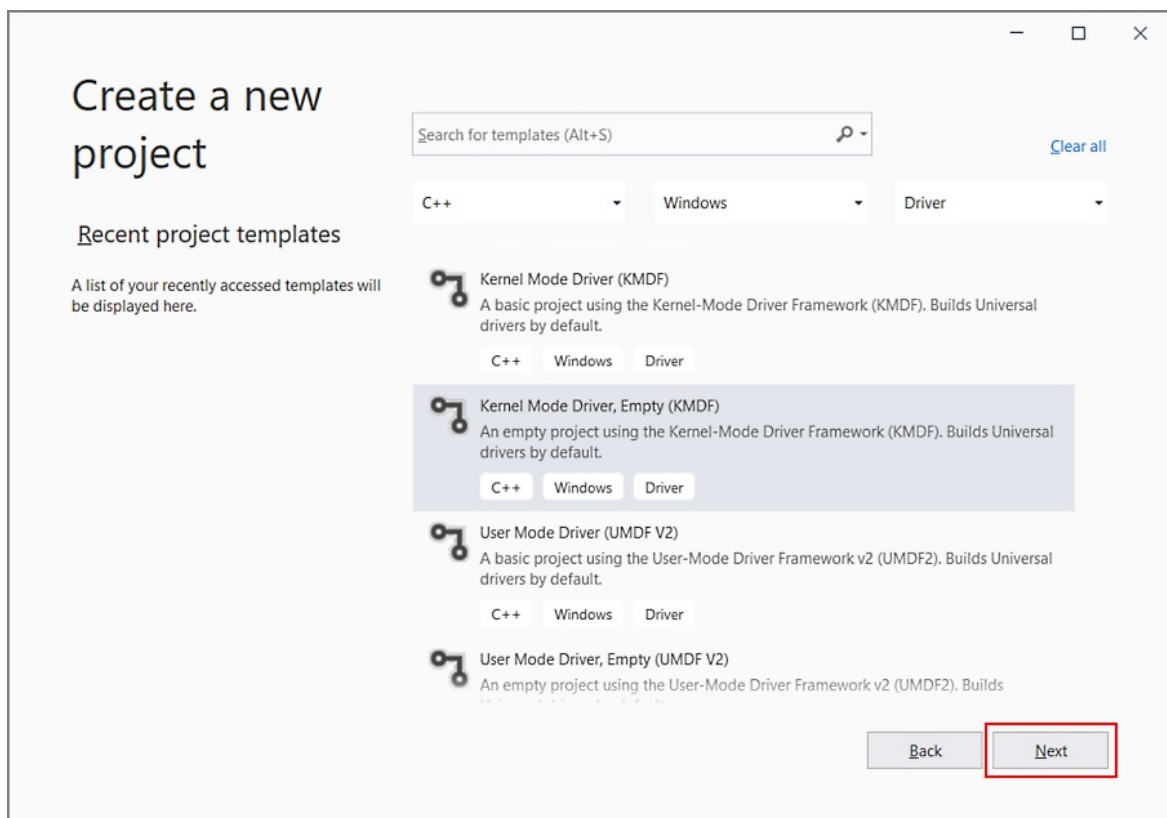 Create a new
project
Search for templates (Alt+S)
Clear all
C++
Windows
Driver
Recent project templates
A list of your recently accessed templates will
be displayed here.
Kernel Mode Driver (KMDF)
A basic project using the Kernel-Mode Driver Framework (KMDF). Builds Universal
drivers by default.
C++ Windows Driver
Kernel Mode Driver, Empty (KMDF)
An empty project using the Kernel-Mode Driver Framework (KMDF). Builds Universal
drivers by default.
C++ Windows Driver
User Mode Driver (UMDF V2)
A basic project using the User-Mode Driver Framework v2 (UMDF2). Builds Universal
drivers by default.
C++ Windows Driver
User Mode Driver, Empty (UMDF V2)
An empty project using the User-Mode Driver Framework v2 (UMDF2). Builds
Back
Next